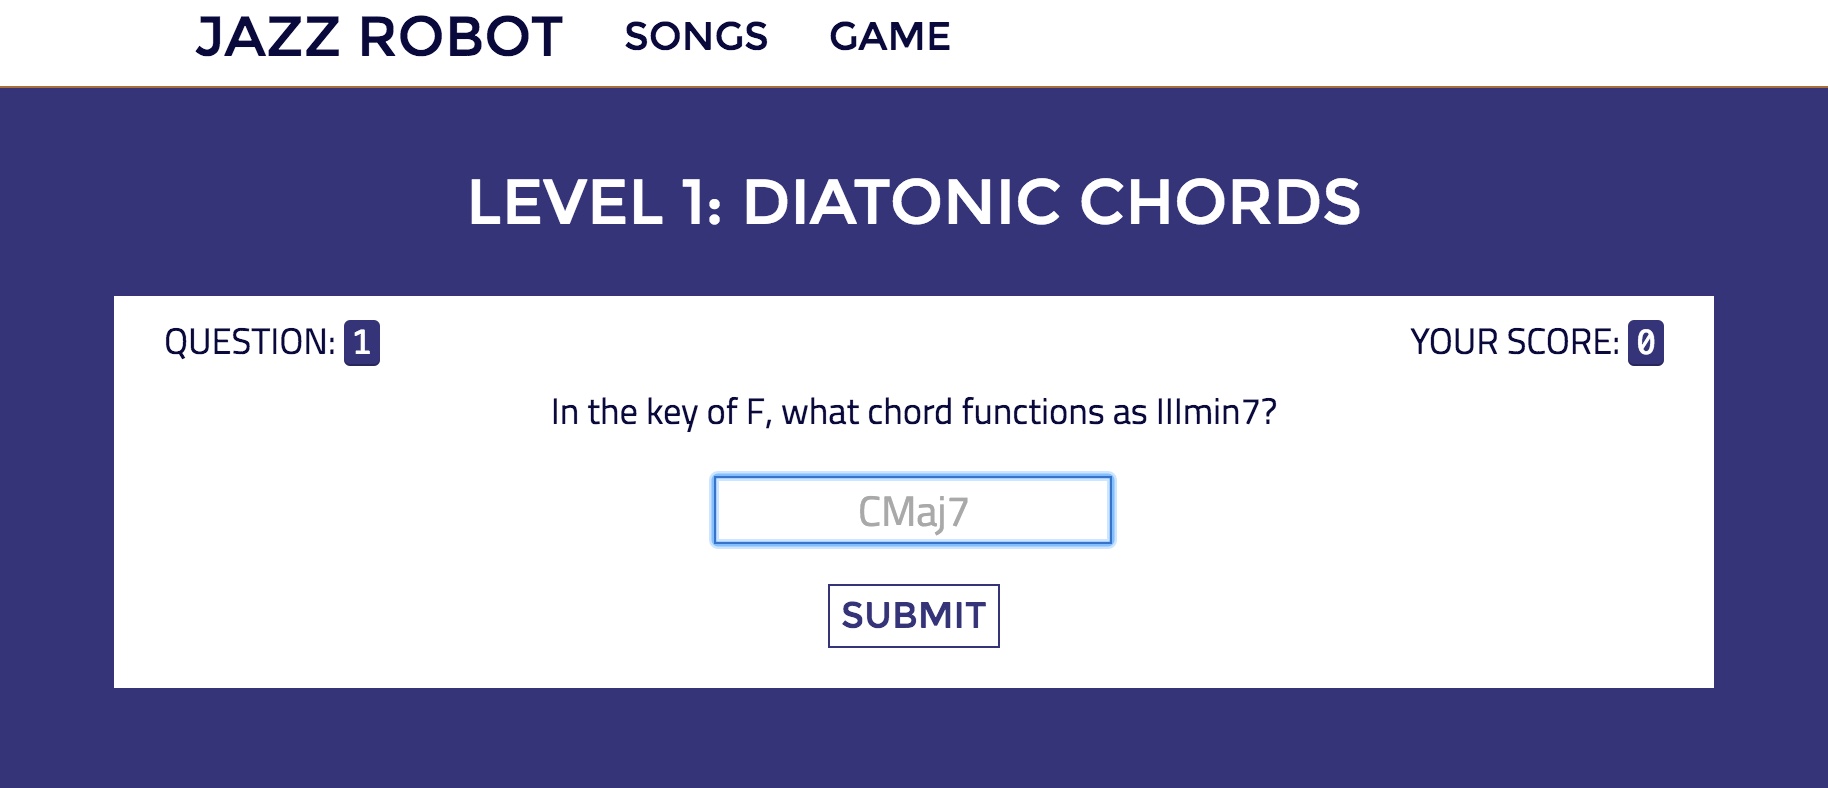 JAZZ ROBOT SONGS GAME
LEVEL 1: DIATONIC CHORDS
QUESTION: 1 YOUR SCORE: 0
In the key of F, what chord functions as IIImin7?
CMaj7
SUBMIT